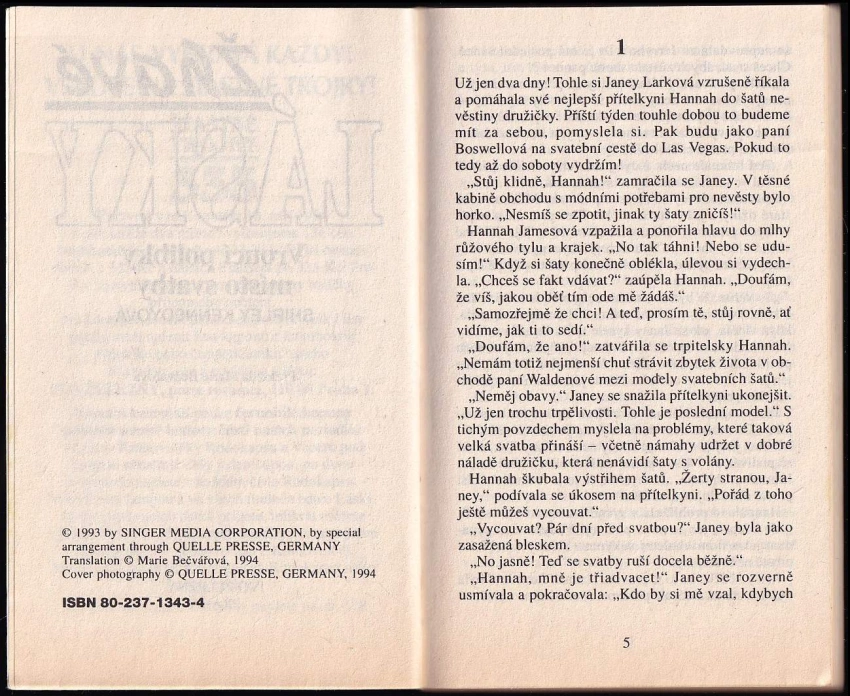 © 1993 by SINGER MEDIA CORPORATION, by special
arrangement through QUELLE PRESSE, GERMANY
Translation © Marie Bečvářová, 1994
Cover photography © QUELLE PRESSE, GERMANY, 1994
ISBN 80-237-1343-4
1
Už jen dva dny! Tohle si Janey Larková vzrušeně říkala
a pomáhala své nejlepší přítelkyni Hannah do šatů ne-
věstiny družičky. Příští týden touhle dobou to budeme
mít za sebou, pomyslela si. Pak budu jako paní
Boswellová na svatební cestě do Las Vegas. Pokud to
tedy až do soboty vydržím!
„Stůj klidně, Hannah!“ zamračila se Janey. V těsné
kabině obchodu s módními potřebami pro nevěsty bylo
horko. „Nesmíš se zpotit, jinak ty šaty zničíš!“
Hannah Jamesová vzpažila a ponořila hlavu do mlhy
růžového tylu a krajek. „No tak táhni! Nebo se udu-
sím!“ Když si šaty konečně oblékla, úlevou si vydech-
la. „Chceš se fakt vdávat?“ zaúpěla Hannah. „Doufám,
že víš, jakou oběť tím ode mě žádáš.“
„Samozřejmě že chci! A teď, prosím tě, stůj rovně, ať
vidíme, jak ti to sedí.“
„Doufám, že ano!“ zatvářila se trpitelsky Hannah.
„Nemám totiž nejmenší chuť strávit zbytek života v ob-
chodě paní Waldenové mezi modely svatebních šatů.“
„Neměj obavy.“ Janey se snažila přítelkyni ukonejšit.
„Už jen trochu trpělivosti. Tohle je poslední model.“ S
tichým povzdechem myslela na problémy, které taková
velká svatba přináší – včetně námahy udržet v dobré
náladě družičku, která nenávidí šaty s volány.
Hannah škubala výstřihem šatů. „Žerty stranou, Ja-
ney,“ podívala se úkosem na přítelkyni. „Pořád z toho
ještě můžeš vycouvat.“
„Vycouvat? Pár dní před svatbou?“ Janey byla jako
zasažená bleskem.
„No jasně! Teď se svatby ruší docela běžně.“
„Hannah, mně je třiadvacet!“ Janey se rozverně
usmívala a pokračovala: „Kdo by si mě vzal, kdybych
5